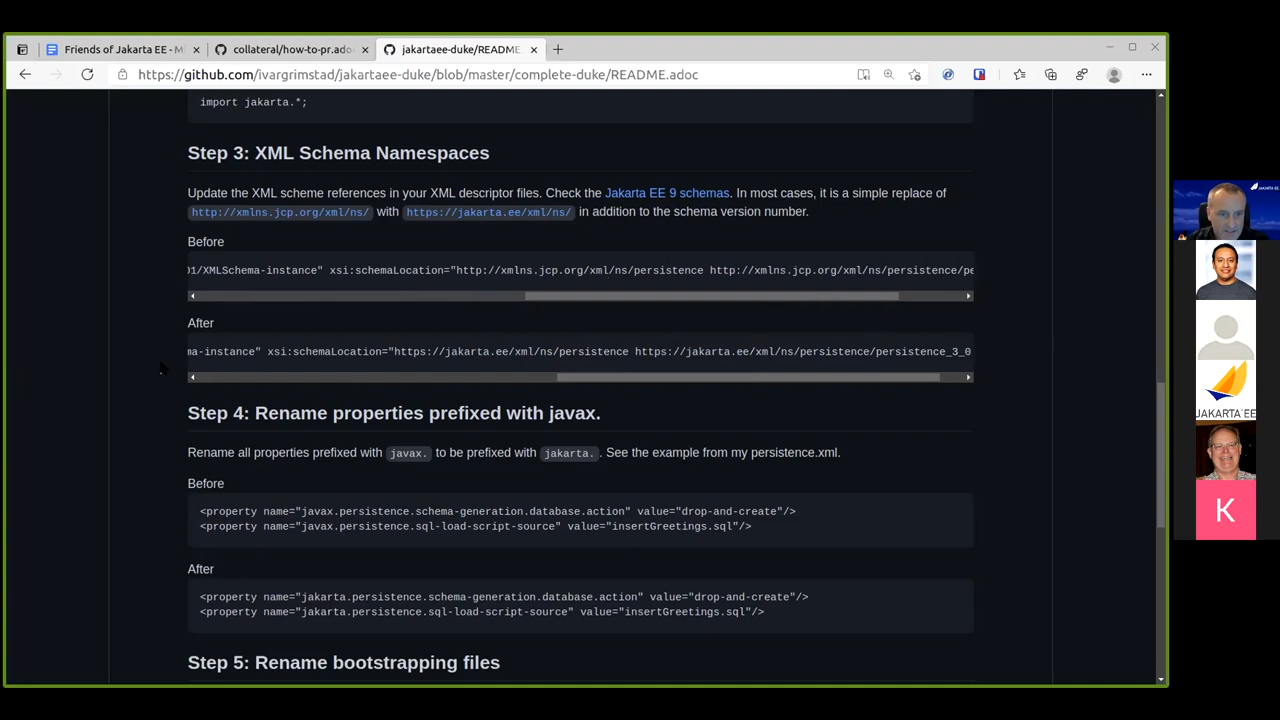 Friends of Jakarta EE - M
collateral/how-to-pr.ado
jakartaee-duke/README.
https://github.com/ivargrimstad/jakartaee-duke/blob/master/complete-duke/README.adoc
import jakarta.*;
Step 3: XML Schema Namespaces
Update the XML scheme references in your XML descriptor files. Check the Jakarta EE 9 schemas. In most cases, it is a simple replace of
http://xmlns.jcp.org/xml/ns/ with https://jakarta.ee/xml/ns/ in addition to the schema version number.
Before
01/XMLSchema-instance" xsi:schemaLocation="http://xmlns.jcp.org/xml/ns/persistence http://xmlns.jcp.org/xml/ns/persistence/pe
After
ma-instance" xsi:schemaLocation="https://jakarta.ee/xml/ns/persistence https://jakarta.ee/xml/ns/persistence/persistence_3_0
Step 4: Rename properties prefixed with javax.
Rename all properties prefixed with javax. to be prefixed with jakarta. . See the example from my persistence.xml.
Before
<property name="javax.persistence.schema-generation.database.action" value="drop-and-create"/>
<property name="javax.persistence.sql-load-script-source" value="insertGreetings.sql"/>
After
<property name="jakarta.persistence.schema-generation.database.action" value="drop-and-create"/>
<property name="jakarta.persistence.sql-load-script-source" value="insertGreetings.sql"/>
Step 5: Rename bootstrapping files
JAKARTA EE
JAKARTA EE
K